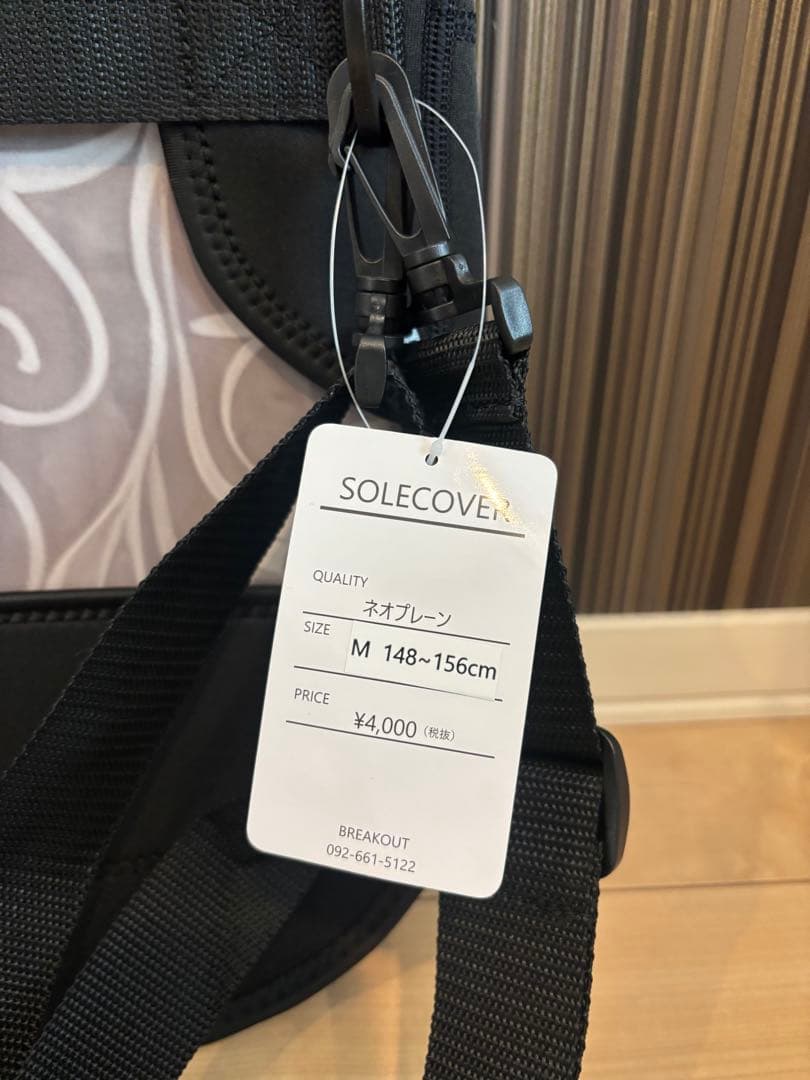 SOLECOVER
QUALITY
ネオプレーン
SIZE
M 148~156cm
PRICE
¥4,000（税抜）
BREAKOUT
092-661-5122